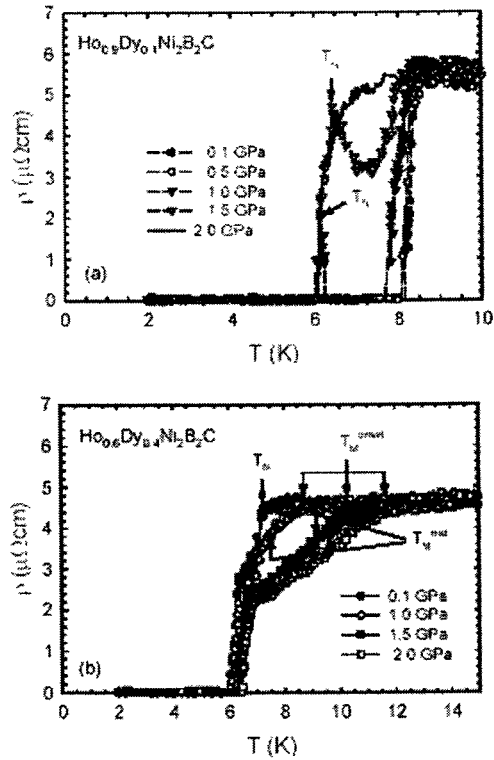 Ho₀.₉Dy₀.₁Ni₂B₂C
7
6
5
4
3
2
1
0
ρ (μΩcm)
0.1 GPa
0.5 GPa
1.0 GPa
1.5 GPa
2.0 GPa
(a)
0 2 4 6 8 10
T (K)
Ho₀.₆Dy₀.₄Ni₂B₂C
7
6
5
4
3
2
1
0
ρ (μΩcm)
T_N
T_M^onset
0.1 GPa
1.0 GPa
1.5 GPa
2.0 GPa
(b)
0 2 4 6 8 10 12 14
T (K)